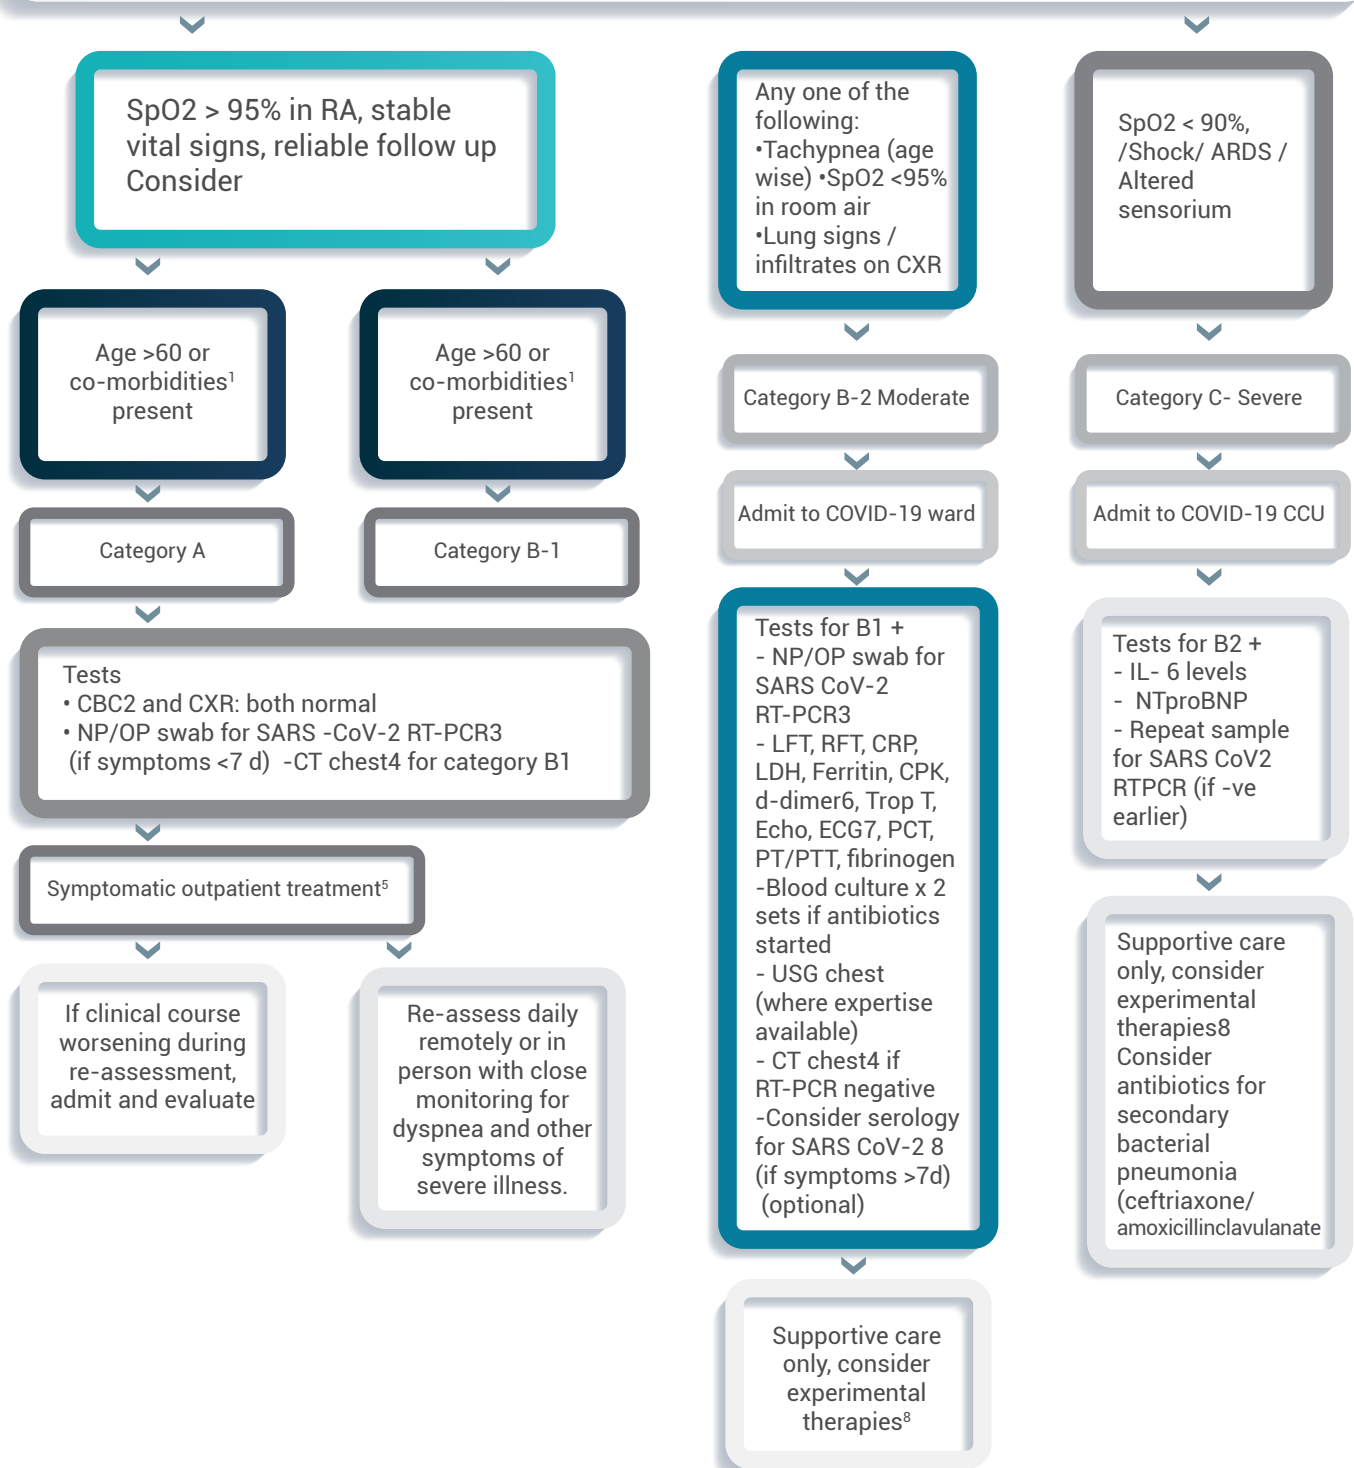 SpO2 > 95% in RA, stable
vital signs, reliable follow up
Consider
Age >60 or
co-morbidities¹
present
Age >60 or
co-morbidities¹
present
Category A
Category B-1
Tests
• CBC2 and CXR: both normal
• NP/OP swab for SARS -CoV-2 RT-PCR3
(if symptoms <7 d) -CT chest4 for category B1
Symptomatic outpatient treatment⁵
If clinical course
worsening during
re-assessment,
admit and evaluate
Re-assess daily
remotely or in
person with close
monitoring for
dyspnea and other
symptoms of
severe illness.
Any one of the
following:
•Tachypnea (age
wise) •SpO2 <95%
in room air
•Lung signs /
infiltrates on CXR
Category B-2 Moderate
Admit to COVID-19 ward
Tests for B1 +
- NP/OP swab for
SARS CoV-2
RT-PCR3
- LFT, RFT, CRP,
LDH, Ferritin, CPK,
d-dimer6, Trop T,
Echo, ECG7, PCT,
PT/PTT, fibrinogen
-Blood culture x 2
sets if antibiotics
started
- USG chest
(where expertise
available)
- CT chest4 if
RT-PCR negative
-Consider serology
for SARS CoV-2 8
(if symptoms >7d)
(optional)
Supportive care
only, consider
experimental
therapies⁸
SpO2 < 90%,
/Shock/ ARDS /
Altered
sensorium
Category C- Severe
Admit to COVID-19 CCU
Tests for B2 +
- IL- 6 levels
- NTproBNP
- Repeat sample
for SARS CoV2
RTPCR (if -ve
earlier)
Supportive care
only, consider
experimental
therapies8
Consider
antibiotics for
secondary
bacterial
pneumonia
(ceftriaxone/
amoxicillinclavulanate